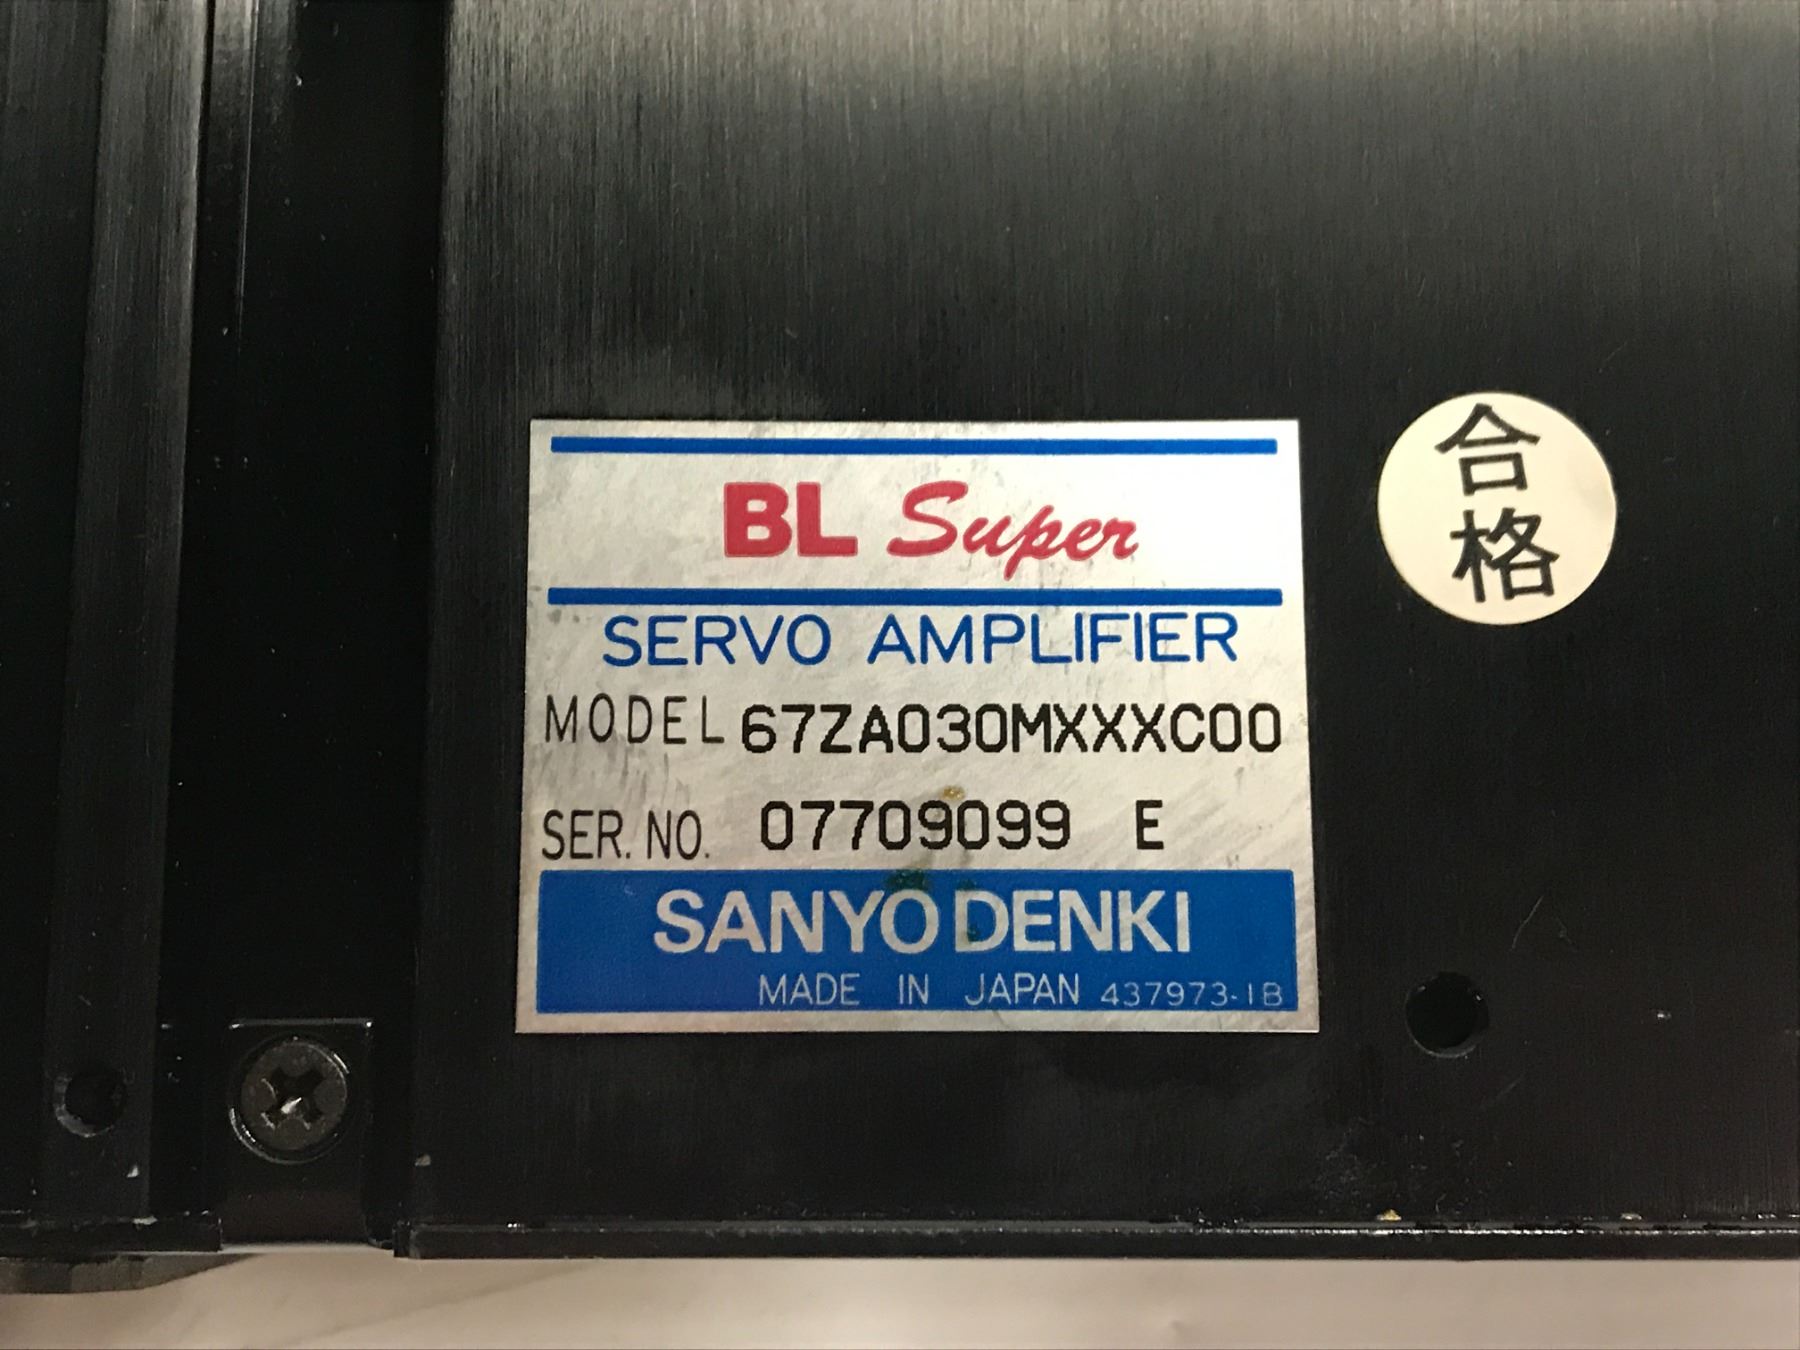 BL Super
SERVO AMPLIFIER
MODEL 67ZA030MXXXC00
SER. NO. 07709099 E
SANYO DENKI
MADE IN JAPAN 437973-1B
合格